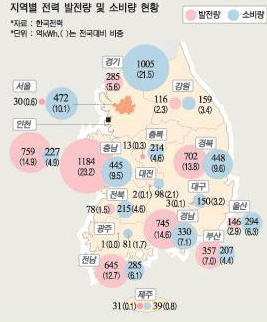 지역별 전력 발전량 및 소비량 현황
*자료 : 한국전력
*단위 : 억kWh,( )는 전국대비 비중
발전량 소비량
경기
285
(5.6)
1005
(21.5)
서울
30(0.6)
472
(10.1)
강원
116
(2.3)
159
(3.4)
인천
759
(14.9)
227
(4.9)
충남
1184
(23.2)
445
(9.5)
충북
13(0.3)
214
(4.6)
경북
702
(13.8)
448
(9.6)
대전
2(0.1)
98(2.1)
대구
3(0.1)
150(3.2)
전북
78(1.5)
215(4.6)
울산
146
(2.9)
294
(6.3)
경남
745
(14.6)
330
(7.1)
부산
357
(7.0)
207
(4.4)
광주
1(0.0)
81(1.7)
전남
645
(12.7)
285
(6.1)
제주
31(0.1)
39(0.8)